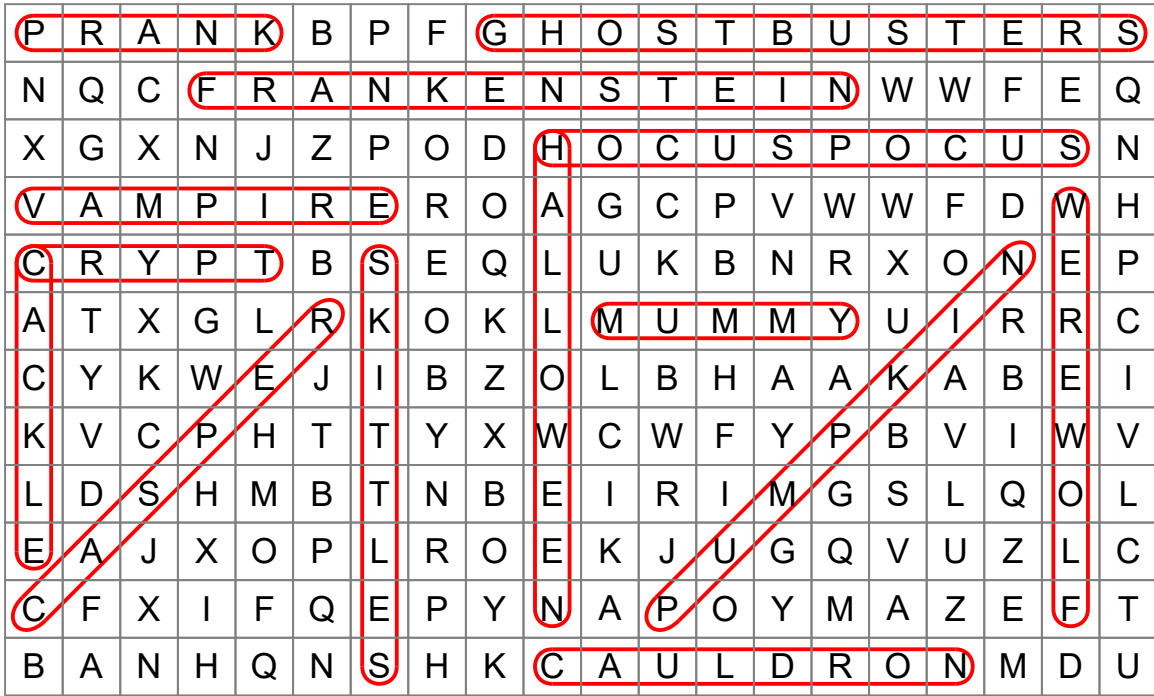 P R A N K B P F G H O S T B U S T E R S
N Q C F R A N K E N S T E I N W W F E Q
X G X N J Z P O D H O C U S P O C U S N
V A M P I R E R O A G C P V W W F D W H
C R Y P T B S E Q L U K B N R X O N E P
A T X G L R K O K L M U M M Y U I R R C
C Y K W E J I B Z O L B H A A K A B E I
K V C P H T T Y X W C W F Y P B V I W V
L D S H M B T N B E I R I M G S L Q O L
E A J X O P L R O E K J U G Q V U Z L C
C F X I F Q E P Y N A P O Y M A Z E F T
B A N H Q N S H K C A U L D R O N M D U